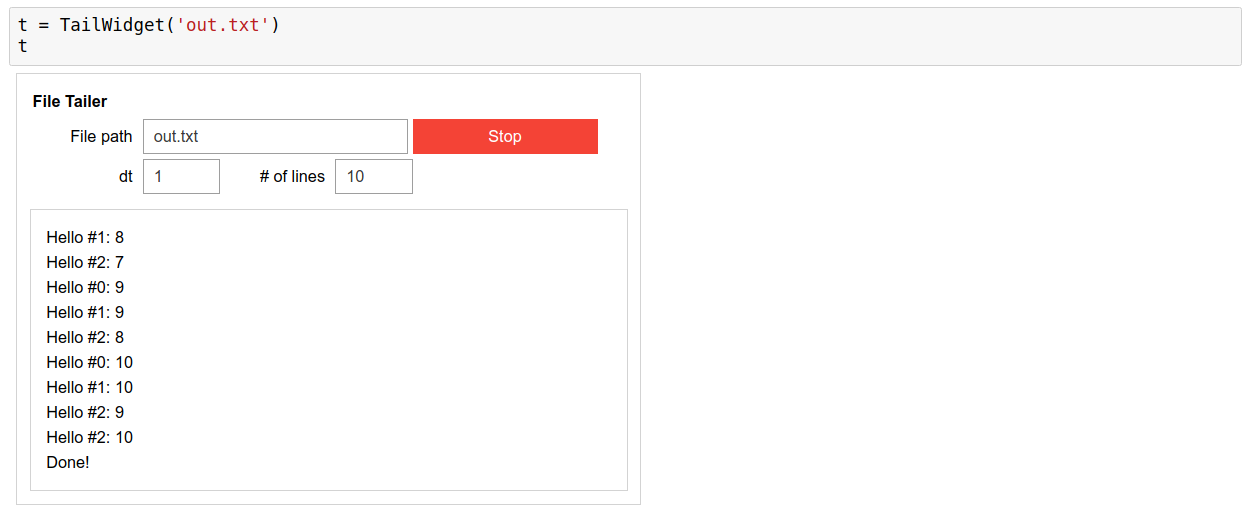 t = TailWidget('out.txt')
t
File Tailer
File path out.txt Stop
dt 1 # of lines 10
Hello #1: 8
Hello #2: 7
Hello #0: 9
Hello #1: 9
Hello #2: 8
Hello #0: 10
Hello #1: 10
Hello #2: 9
Hello #2: 10
Done!